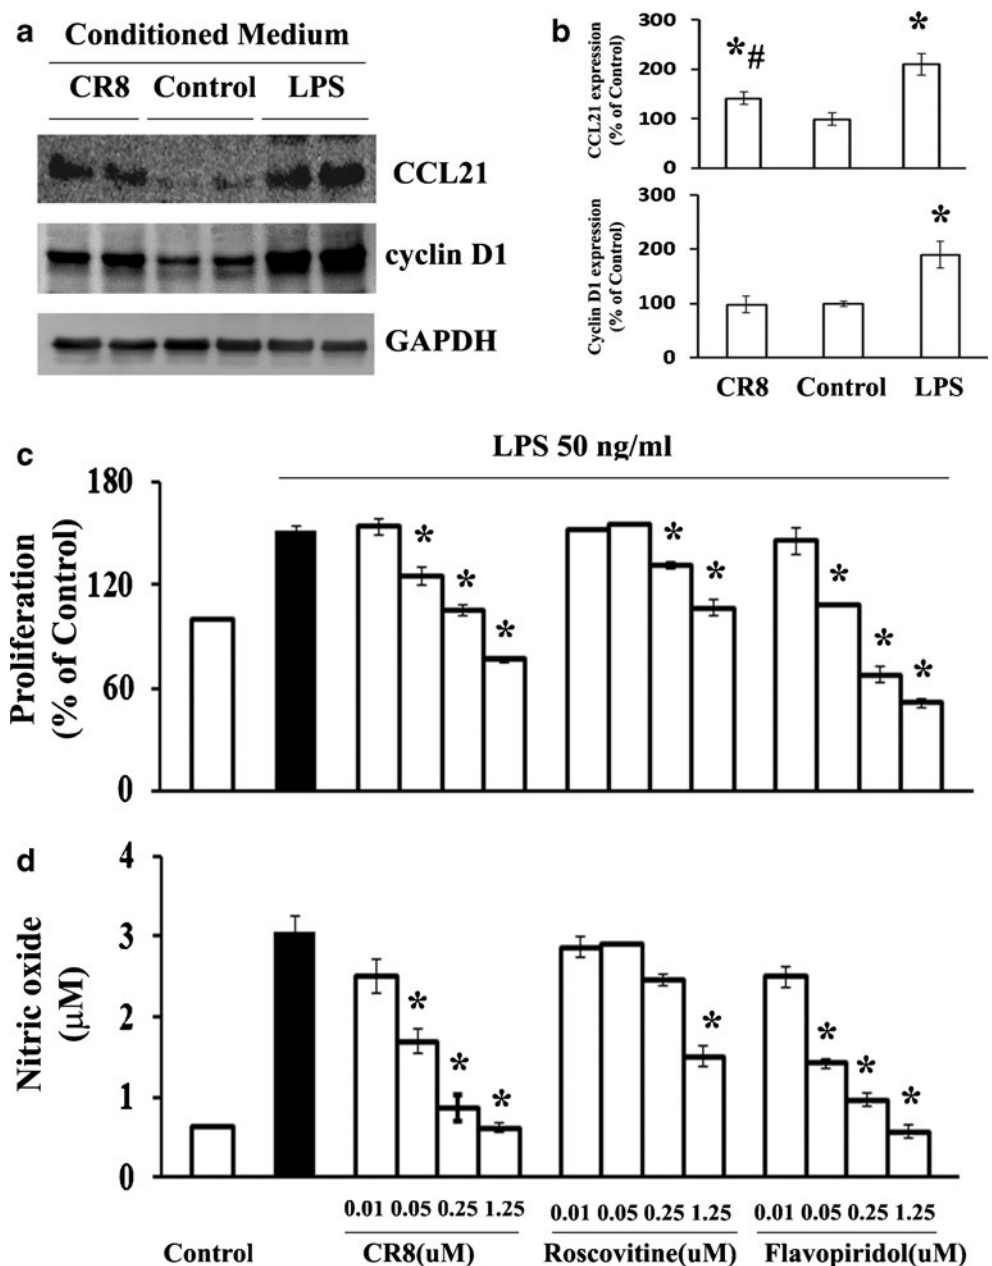 a
Conditioned Medium
CR8 Control LPS
CCL21
cyclin D1
GAPDH
b
CCL21 expression
(% of Control)
300
200
100
0
*#
*
Cyclin D1 expression
(% of Control)
300
200
100
0
*
CR8 Control LPS
c
LPS 50 ng/ml
Proliferation
(% of Control)
180
120
60
0
* * *
* *
* * *
d
Nitric oxide
(μM)
4
3
2
1
0
* * *
*
* * *
0.01 0.05 0.25 1.25 0.01 0.05 0.25 1.25 0.01 0.05 0.25 1.25
Control CR8(uM) Roscovitine(uM) Flavopiridol(uM)